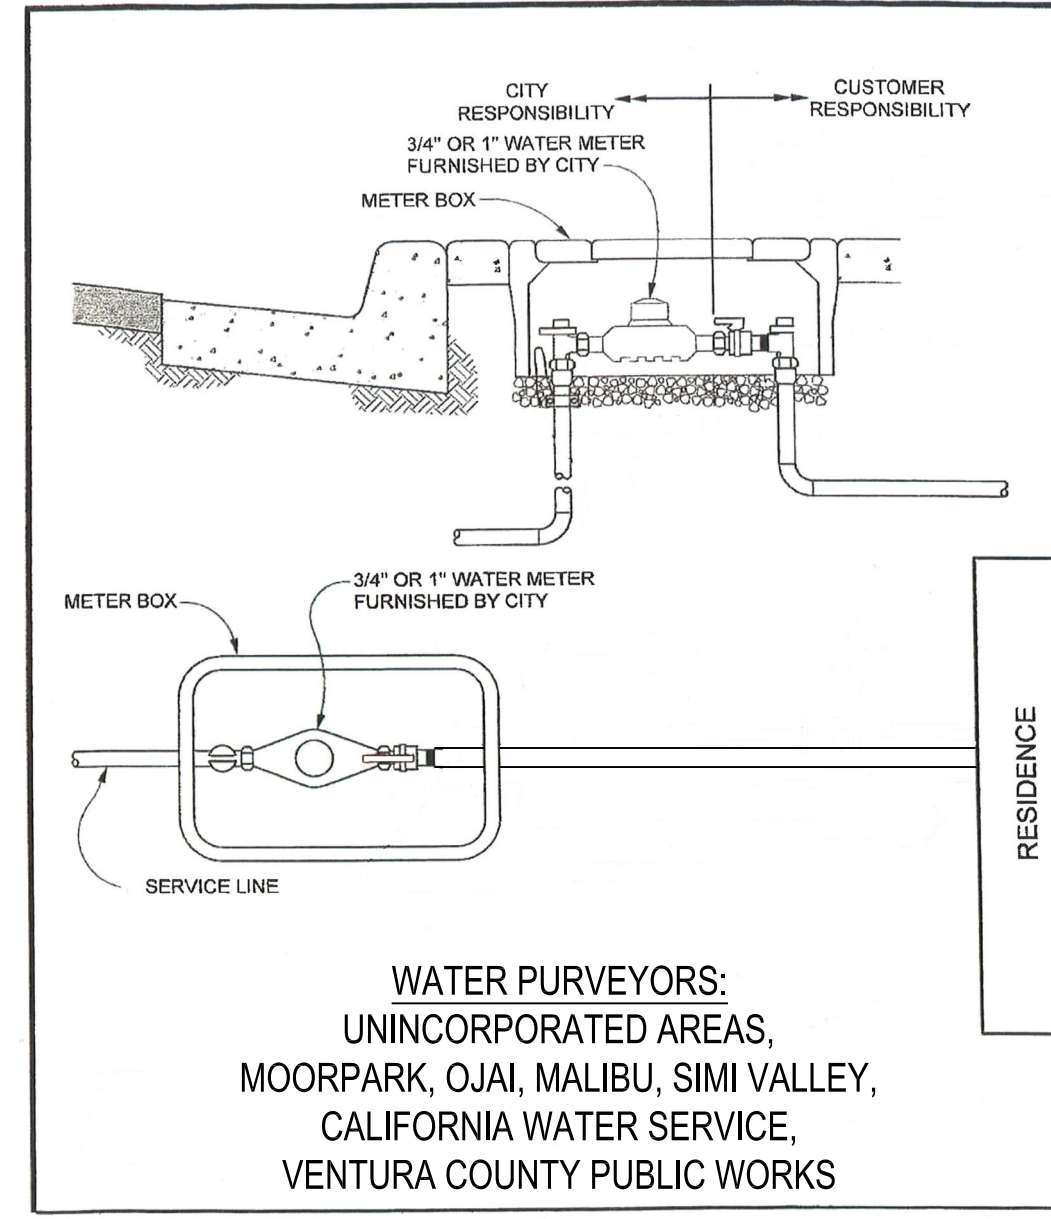 CITY
RESPONSIBILITY
CUSTOMER
RESPONSIBILITY
3/4" OR 1" WATER METER
FURNISHED BY CITY
METER BOX
3/4" OR 1" WATER METER
FURNISHED BY CITY
METER BOX
RESIDENCE
SERVICE LINE
WATER PURVEYORS:
UNINCORPORATED AREAS,
MOORPARK, OJAI, MALIBU, SIMI VALLEY,
CALIFORNIA WATER SERVICE,
VENTURA COUNTY PUBLIC WORKS